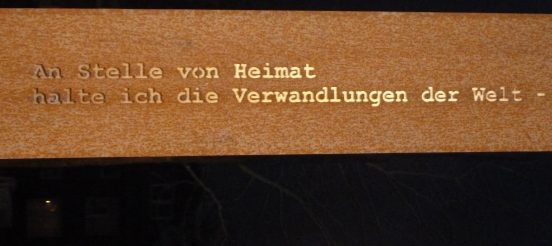 An Stelle von Heimat
halte ich die Verwandlungen der Welt -